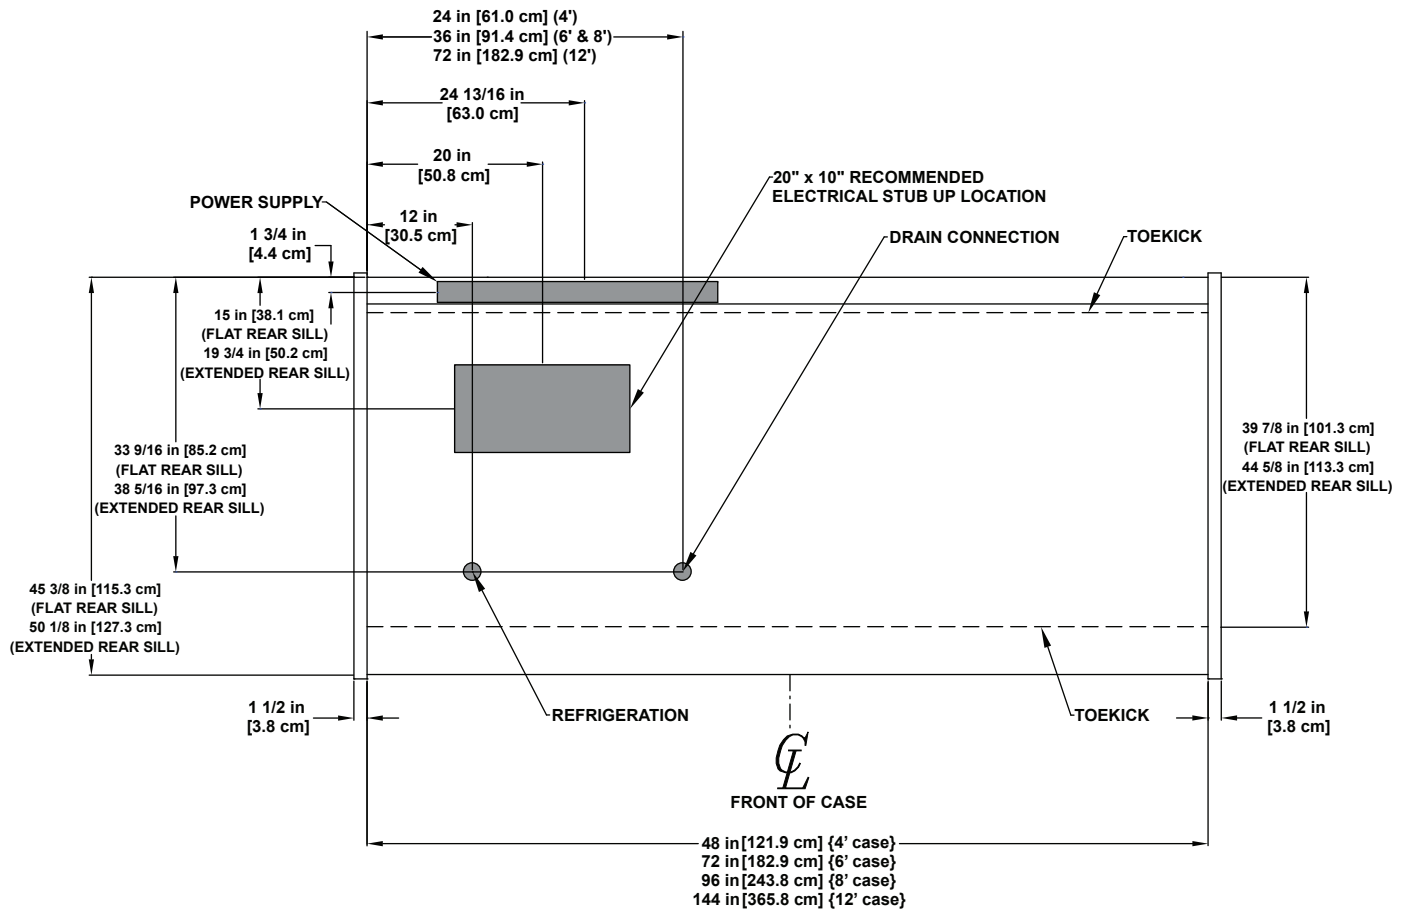 24 in [61.0 cm] (4')
36 in [91.4 cm] (6' & 8')
72 in [182.9 cm] (12')
24 13/16 in
[63.0 cm]
20 in
[50.8 cm]
20" x 10" RECOMMENDED
ELECTRICAL STUB UP LOCATION
POWER SUPPLY
12 in
[30.5 cm]
1 3/4 in
[4.4 cm]
DRAIN CONNECTION
TOEKICK
15 in [38.1 cm]
(FLAT REAR SILL)
19 3/4 in [50.2 cm]
(EXTENDED REAR SILL)
33 9/16 in [85.2 cm]
(FLAT REAR SILL)
38 5/16 in [97.3 cm]
(EXTENDED REAR SILL)
39 7/8 in [101.3 cm]
(FLAT REAR SILL)
44 5/8 in [113.3 cm]
(EXTENDED REAR SILL)
45 3/8 in [115.3 cm]
(FLAT REAR SILL)
50 1/8 in [127.3 cm]
(EXTENDED REAR SILL)
1 1/2 in
[3.8 cm]
REFRIGERATION
TOEKICK
1 1/2 in
[3.8 cm]
CL
FRONT OF CASE
48 in [121.9 cm] {4’ case}
72 in [182.9 cm] {6’ case}
96 in [243.8 cm] {8’ case}
144 in [365.8 cm] {12’ case}